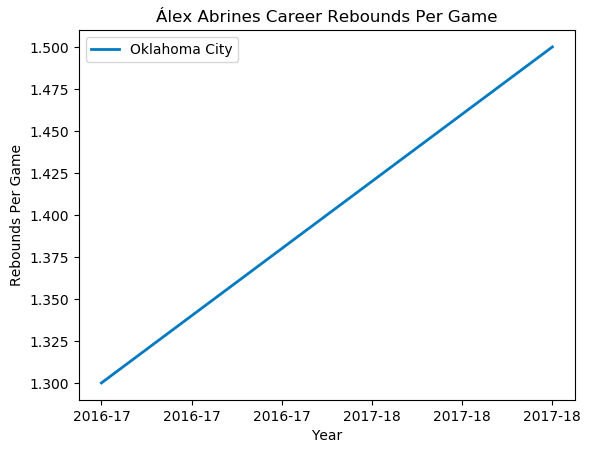 Álex Abrines Career Rebounds Per Game
Oklahoma City
1.500
1.475
1.450
1.425
1.400
1.375
1.350
1.325
1.300
Rebounds Per Game
2016-17 2016-17 2016-17 2017-18 2017-18 2017-18
Year